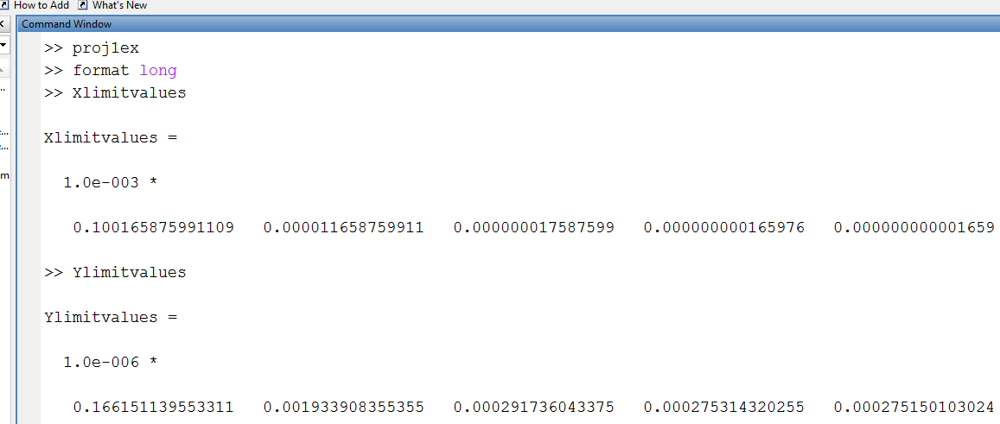 How to Add What's New
Command Window
>> proj1ex
>> format long
>> Xlimitvalues
Xlimitvalues =
1.0e-003 *
0.100165875991109 0.000011658759911 0.000000017587599 0.000000000165976 0.000000000001659
>> Ylimitvalues
Ylimitvalues =
1.0e-006 *
0.166151139553311 0.001933908355355 0.000291736043375 0.000275314320255 0.000275150103024